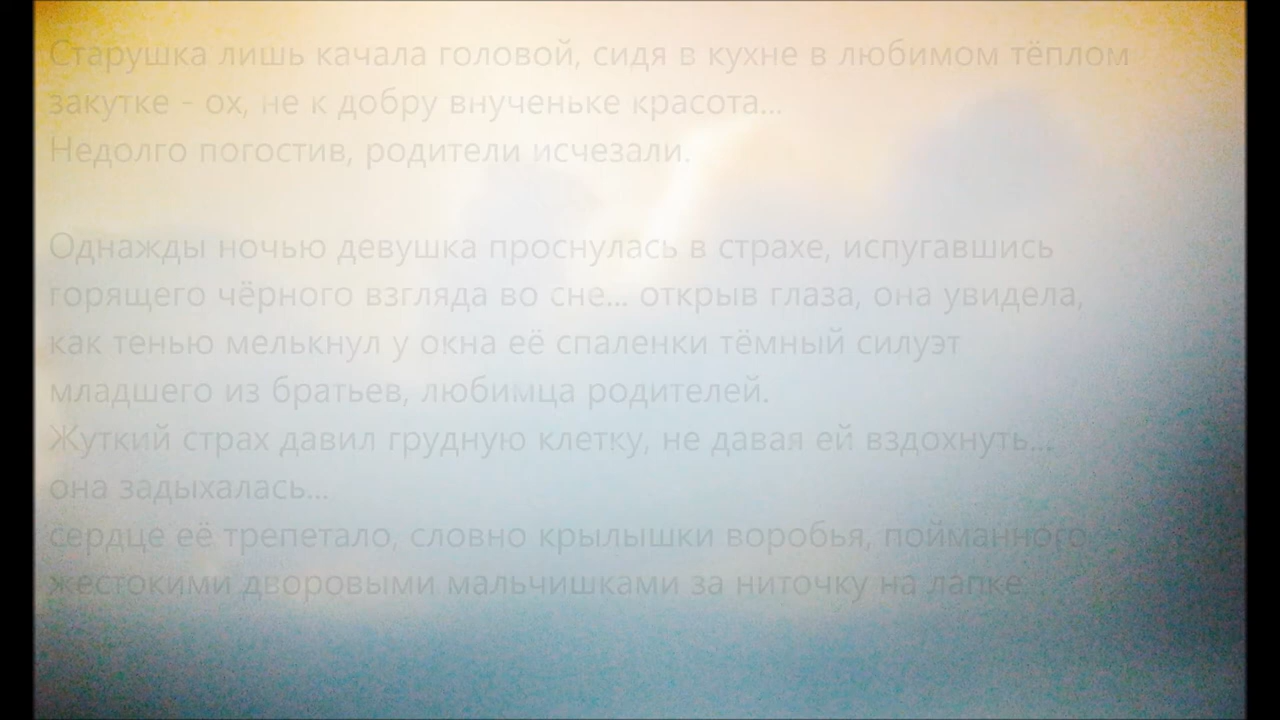 Старушка лишь качала головой, сидя в кухне в любимом тёплом
закутке - ох, не к добру внученьке красота...
Недолго погостив, родители исчезали.
Однажды ночью девушка проснулась в страхе, испугавшись
горящего чёрного взгляда во сне... открыв глаза, она увидела,
как тенью мелькнул у окна её спаленки тёмный силуэт
младшего из братьев, любимца родителей.
Жуткий страх давил грудную клетку, не давая ей вздохнуть...
она задыхалась...
сердце её трепетало, словно крылышки воробья, пойманного
жестокими дворовыми мальчишками за ниточку на лапке...